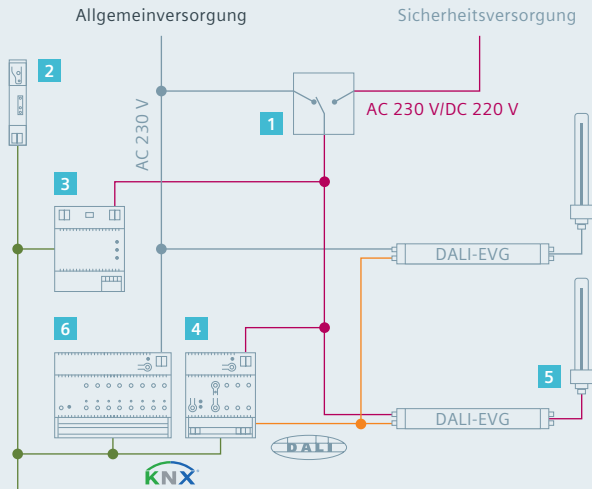 Allgemeinversorgung
Sicherheitsversorgung
2
1
AC 230 V/DC 220 V
AC 230 V
3
DALI-EVG
6
4
5
DALI-EVG
DALI
KNX